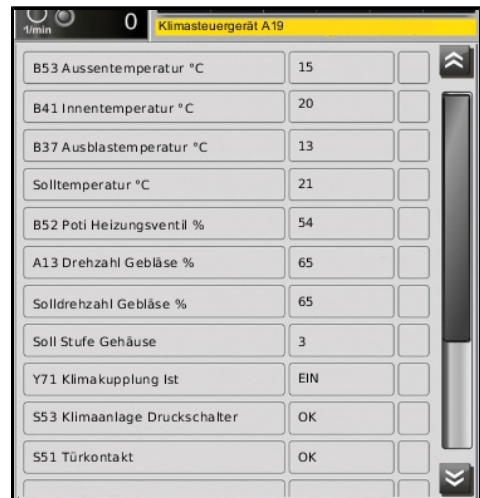 1/min 0 Klimasteuergerät A19
B53 Aussentemperatur °C 15
B41 Innentemperatur °C 20
B37 Ausblastemperatur °C 13
Solltemperatur °C 21
B52 Poti Heizungsventil % 54
A13 Drehzahl Gebläse % 65
Solldrehzahl Gebläse % 65
Soll Stufe Gehäuse 3
Y71 Klimakupplung Ist EIN
S53 Klimaanlage Druckschalter OK
S51 Türkontakt OK